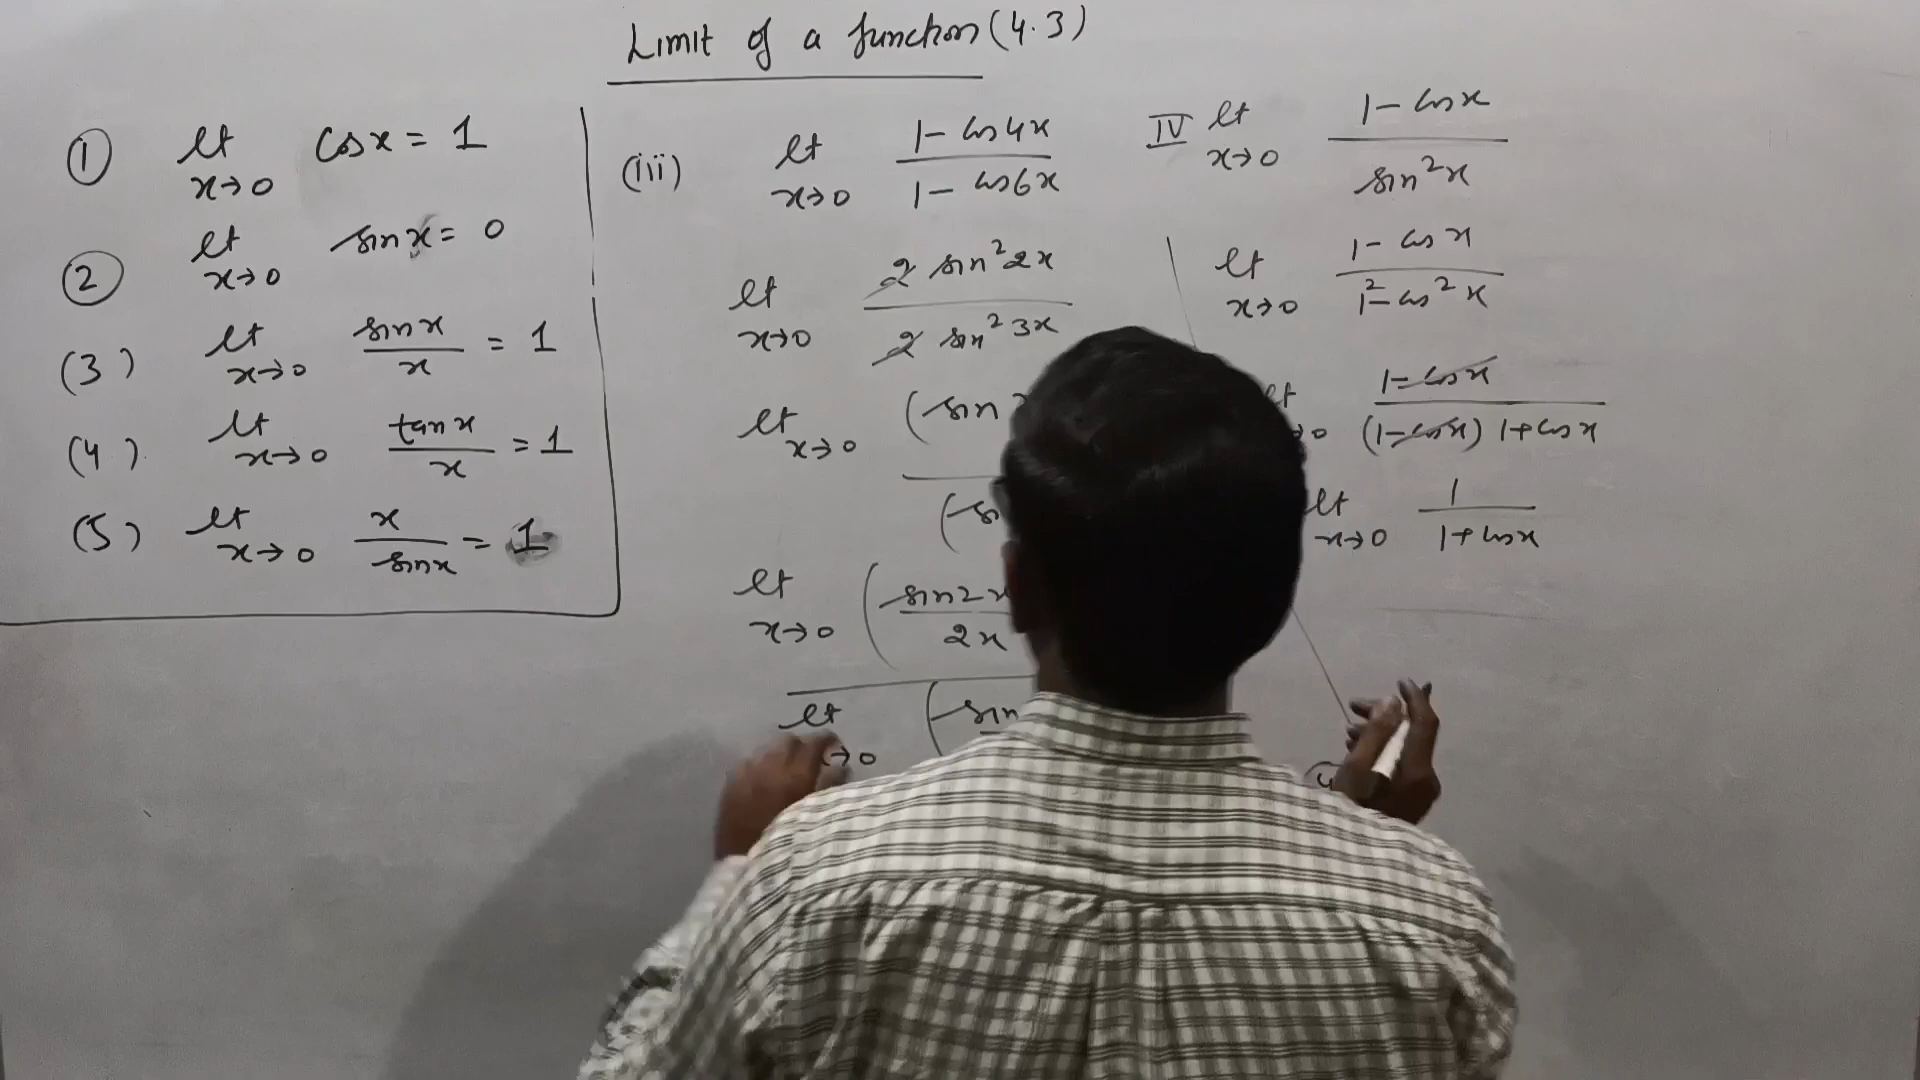 Limit of a function (4.3)
① lt x→0 cosx = 1
② lt x→0 sinx = 0
(3) lt x→0 sinx/x = 1
(4) lt x→0 tanx/x = 1
(5) lt x→0 x/sinx = 1
(iii) lt x→0 1 - cos4x / 1 - cos6x
lt x→0 2 sin²2x / 2 sin²3x
lt x→0 (sin
lt x→0 (sin2x / 2x
lt →0 (sin
IV lt x→0 1 - cosx / sin²x
lt x→0 1 - cosx / 1² - cos²x
lt →0 1 - cosx / (1 - cosx) 1 + cosx
lt x→0 1 / 1 + cosx